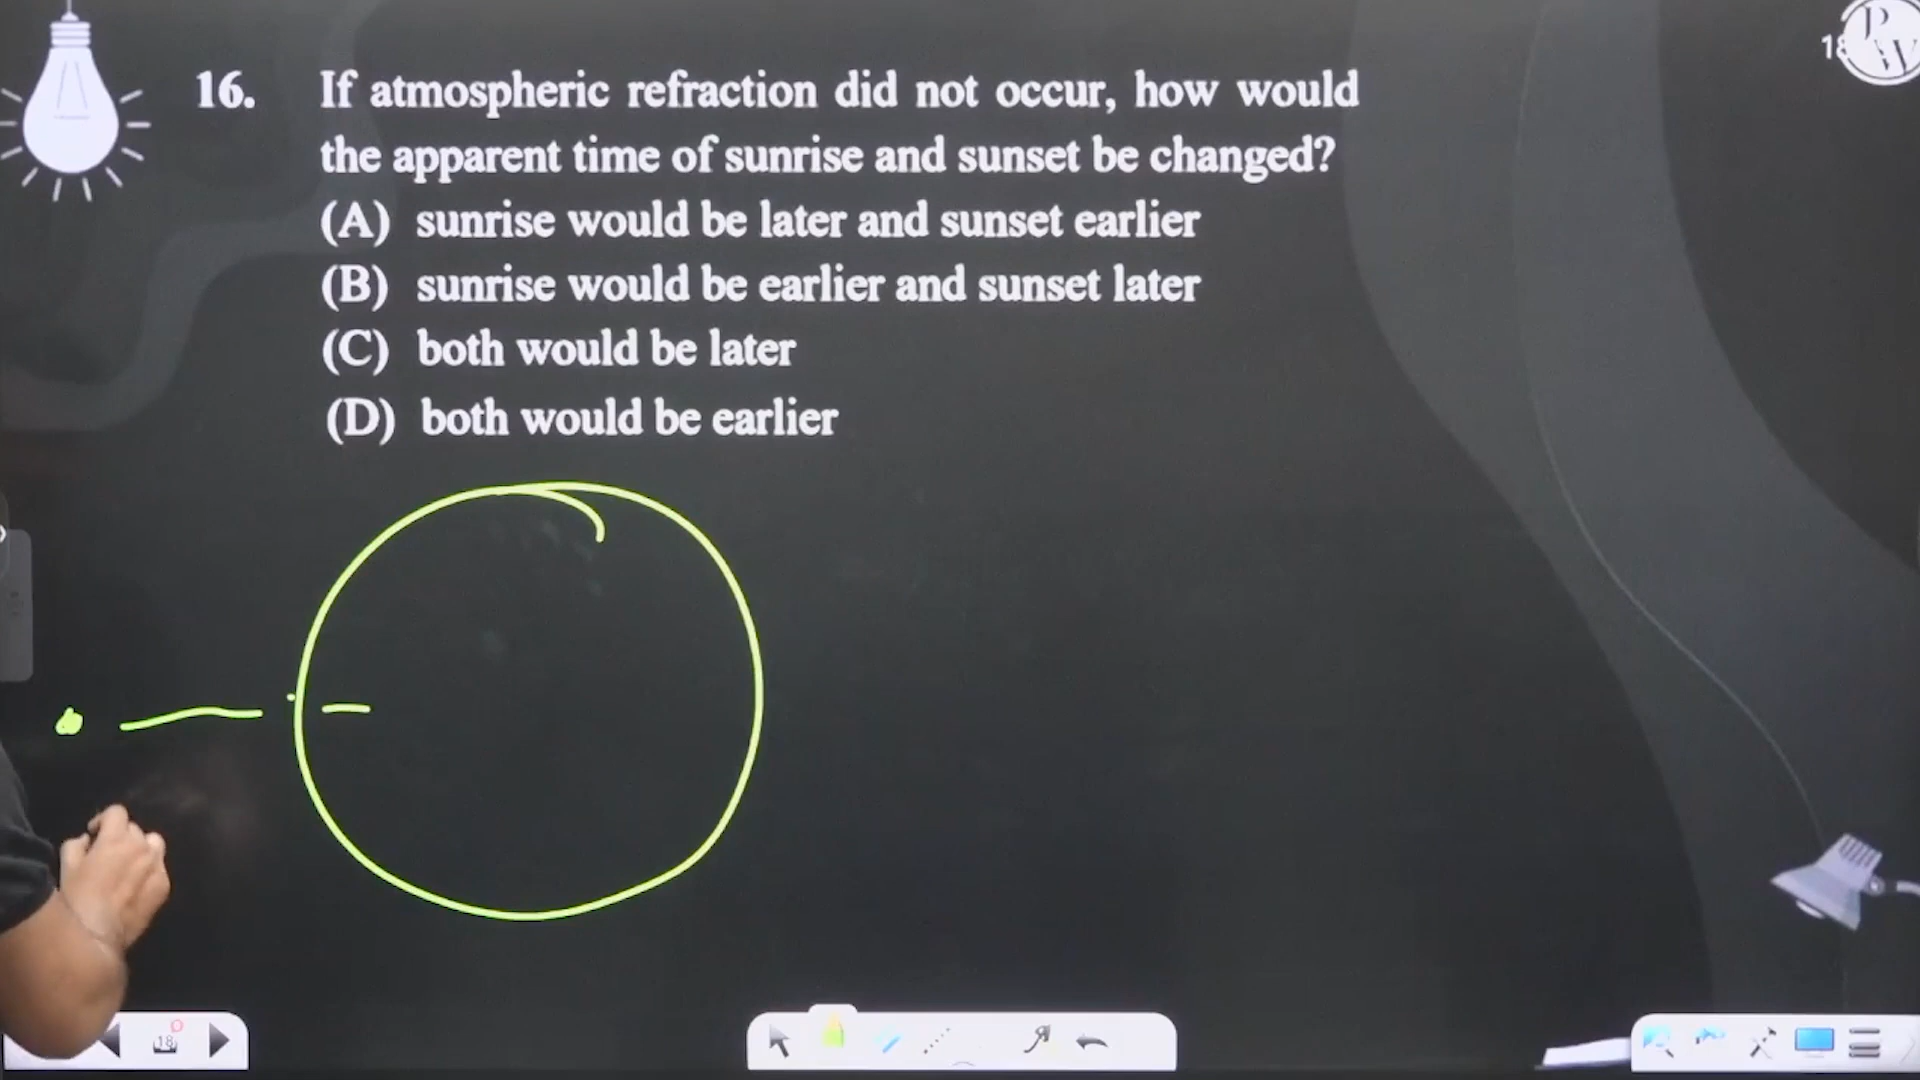 16. If atmospheric refraction did not occur, how would
the apparent time of sunrise and sunset be changed?
(A) sunrise would be later and sunset earlier
(B) sunrise would be earlier and sunset later
(C) both would be later
(D) both would be earlier
PW
18